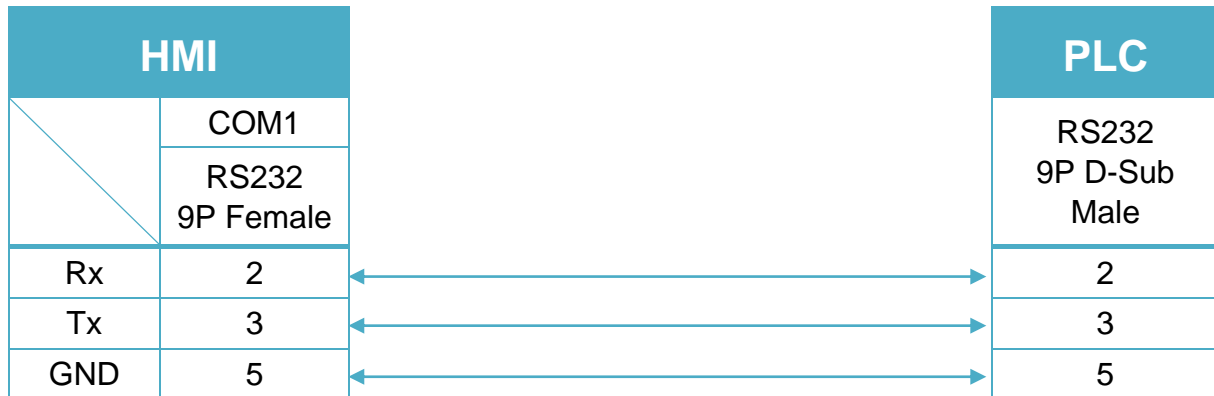 HMI
PLC
COM1
RS232
9P Female
RS232
9P D-Sub
Male
Rx 2 2
Tx 3 3
GND 5 5